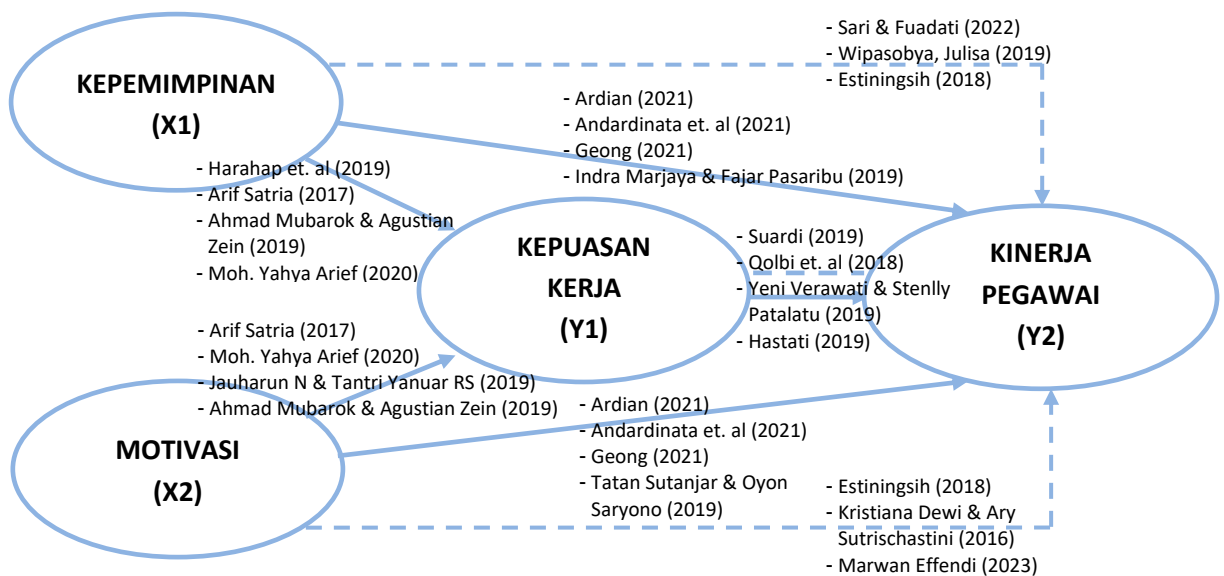 - Sari & Fuadati (2022)
- Wipasobya, Julisa (2019)
- Estiningsih (2018)
KEPEMIMPINAN
(X1)
- Ardian (2021)
- Andardinata et. al (2021)
- Geong (2021)
- Indra Marjaya & Fajar Pasaribu (2019)
- Harahap et. al (2019)
- Arif Satria (2017)
- Ahmad Mubarok & Agustian
Zein (2019)
- Moh. Yahya Arief (2020)
KEPUASAN
KERJA
(Y1)
- Suardi (2019)
- Qolbi et. al (2018)
- Yeni Verawati & Stenlly
Patalatu (2019)
- Hastati (2019)
KINERJA
PEGAWAI
(Y2)
- Arif Satria (2017)
- Moh. Yahya Arief (2020)
- Jauharun N & Tantri Yanuar RS (2019)
- Ahmad Mubarok & Agustian Zein (2019)
MOTIVASI
(X2)
- Ardian (2021)
- Andardinata et. al (2021)
- Geong (2021)
- Tatan Sutanjar & Oyon
Saryono (2019)
- Estiningsih (2018)
- Kristiana Dewi & Ary
Sutrischastini (2016)
- Marwan Effendi (2023)